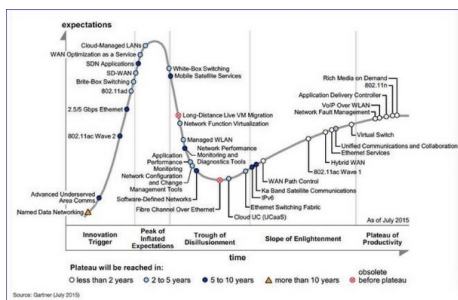 expectations
Cloud-Managed LANs
WAN Optimization as a Service
SDN Applications
SD-WAN
Brite-Box Switching
802.11ad
2.5/5 Gbps Ethernet
802.11ac Wave 2
Advanced Underserved
Area Comms
Named Data Networking
White-Box Switching
Mobile Satellite Services
Long-Distance Live VM Migration
Network Function Virtualization
Managed WLAN
Network Performance
Monitoring and
Diagnostics Tools
Application
Performance
Monitoring
Network Configuration
and Change
Management Tools
Software-Defined Networks
Fibre Channel Over Ethernet
Cloud UC (UCaaS)
Ethernet Switching Fabric
IPv6
Ka Band Satellite Communications
WAN Path Control
802.11ac Wave 1
Hybrid WAN
Ethernet Services
Unified Communications and Collaboration
Virtual Switch
Network Fault Management
VoIP Over WLAN
Application Delivery Controller
802.11n
Rich Media on Demand
As of July 2015
Innovation
Trigger
Peak of
Inflated
Expectations
Trough of
Disillusionment
Slope of Enlightenment
Plateau of
Productivity
time
Plateau will be reached in:
less than 2 years
2 to 5 years
5 to 10 years
more than 10 years
obsolete
before plateau
Source: Gartner (July 2015)